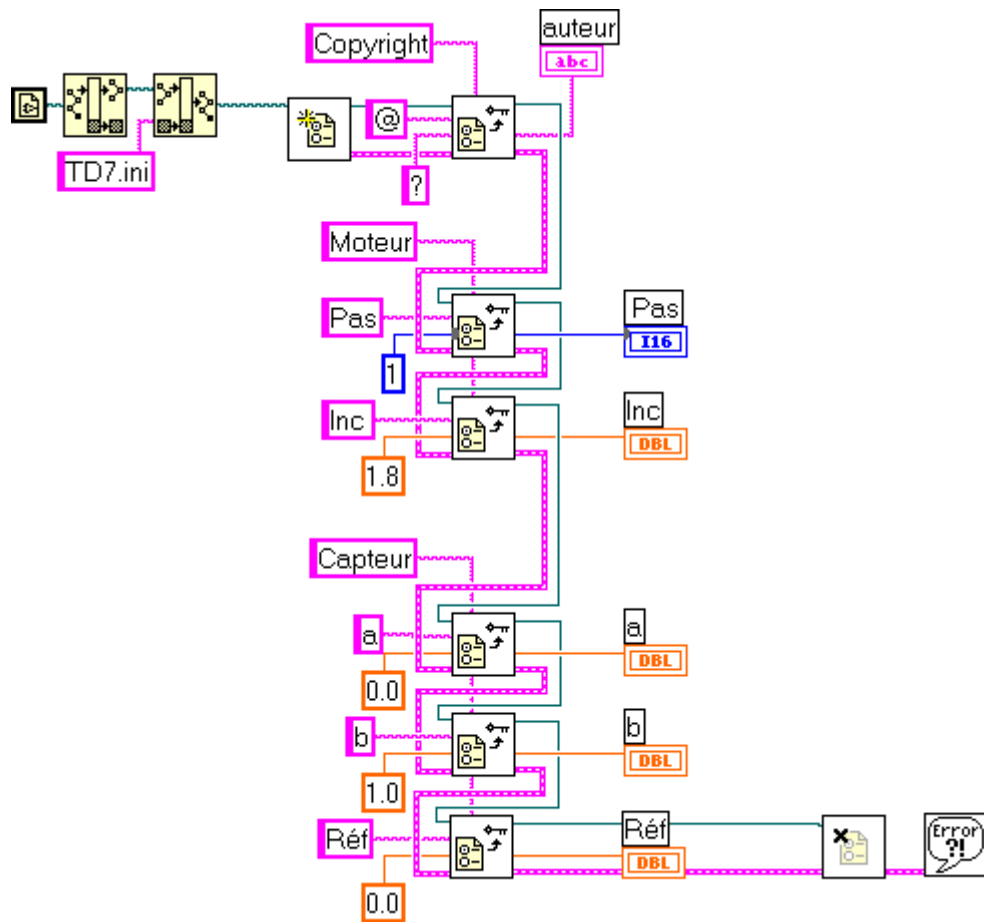 auteur
Copyright
abc
@
TD7.ini
?
Moteur
Pas
Pas
I16
1
Inc
Inc
DBL
1.8
Capteur
a
a
DBL
0.0
b
b
DBL
1.0
Réf
Réf
DBL
0.0
Error
?!